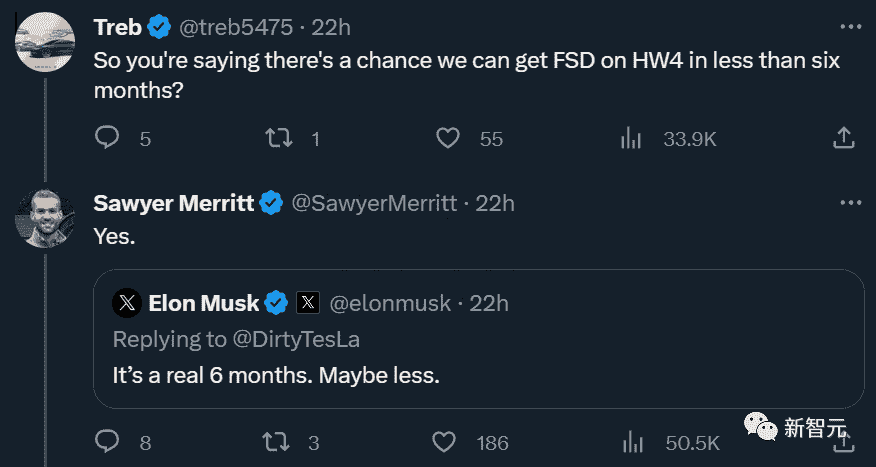 Treb @treb5475 · 22h
So you're saying there's a chance we can get FSD on HW4 in less than six
months?
5 1 55 33.9K
Sawyer Merritt @SawyerMerritt · 22h
Yes.
X Elon Musk X @elonmusk · 22h
Replying to @DirtyTesLa
It's a real 6 months. Maybe less.
8 3 186 50.5K
新智元